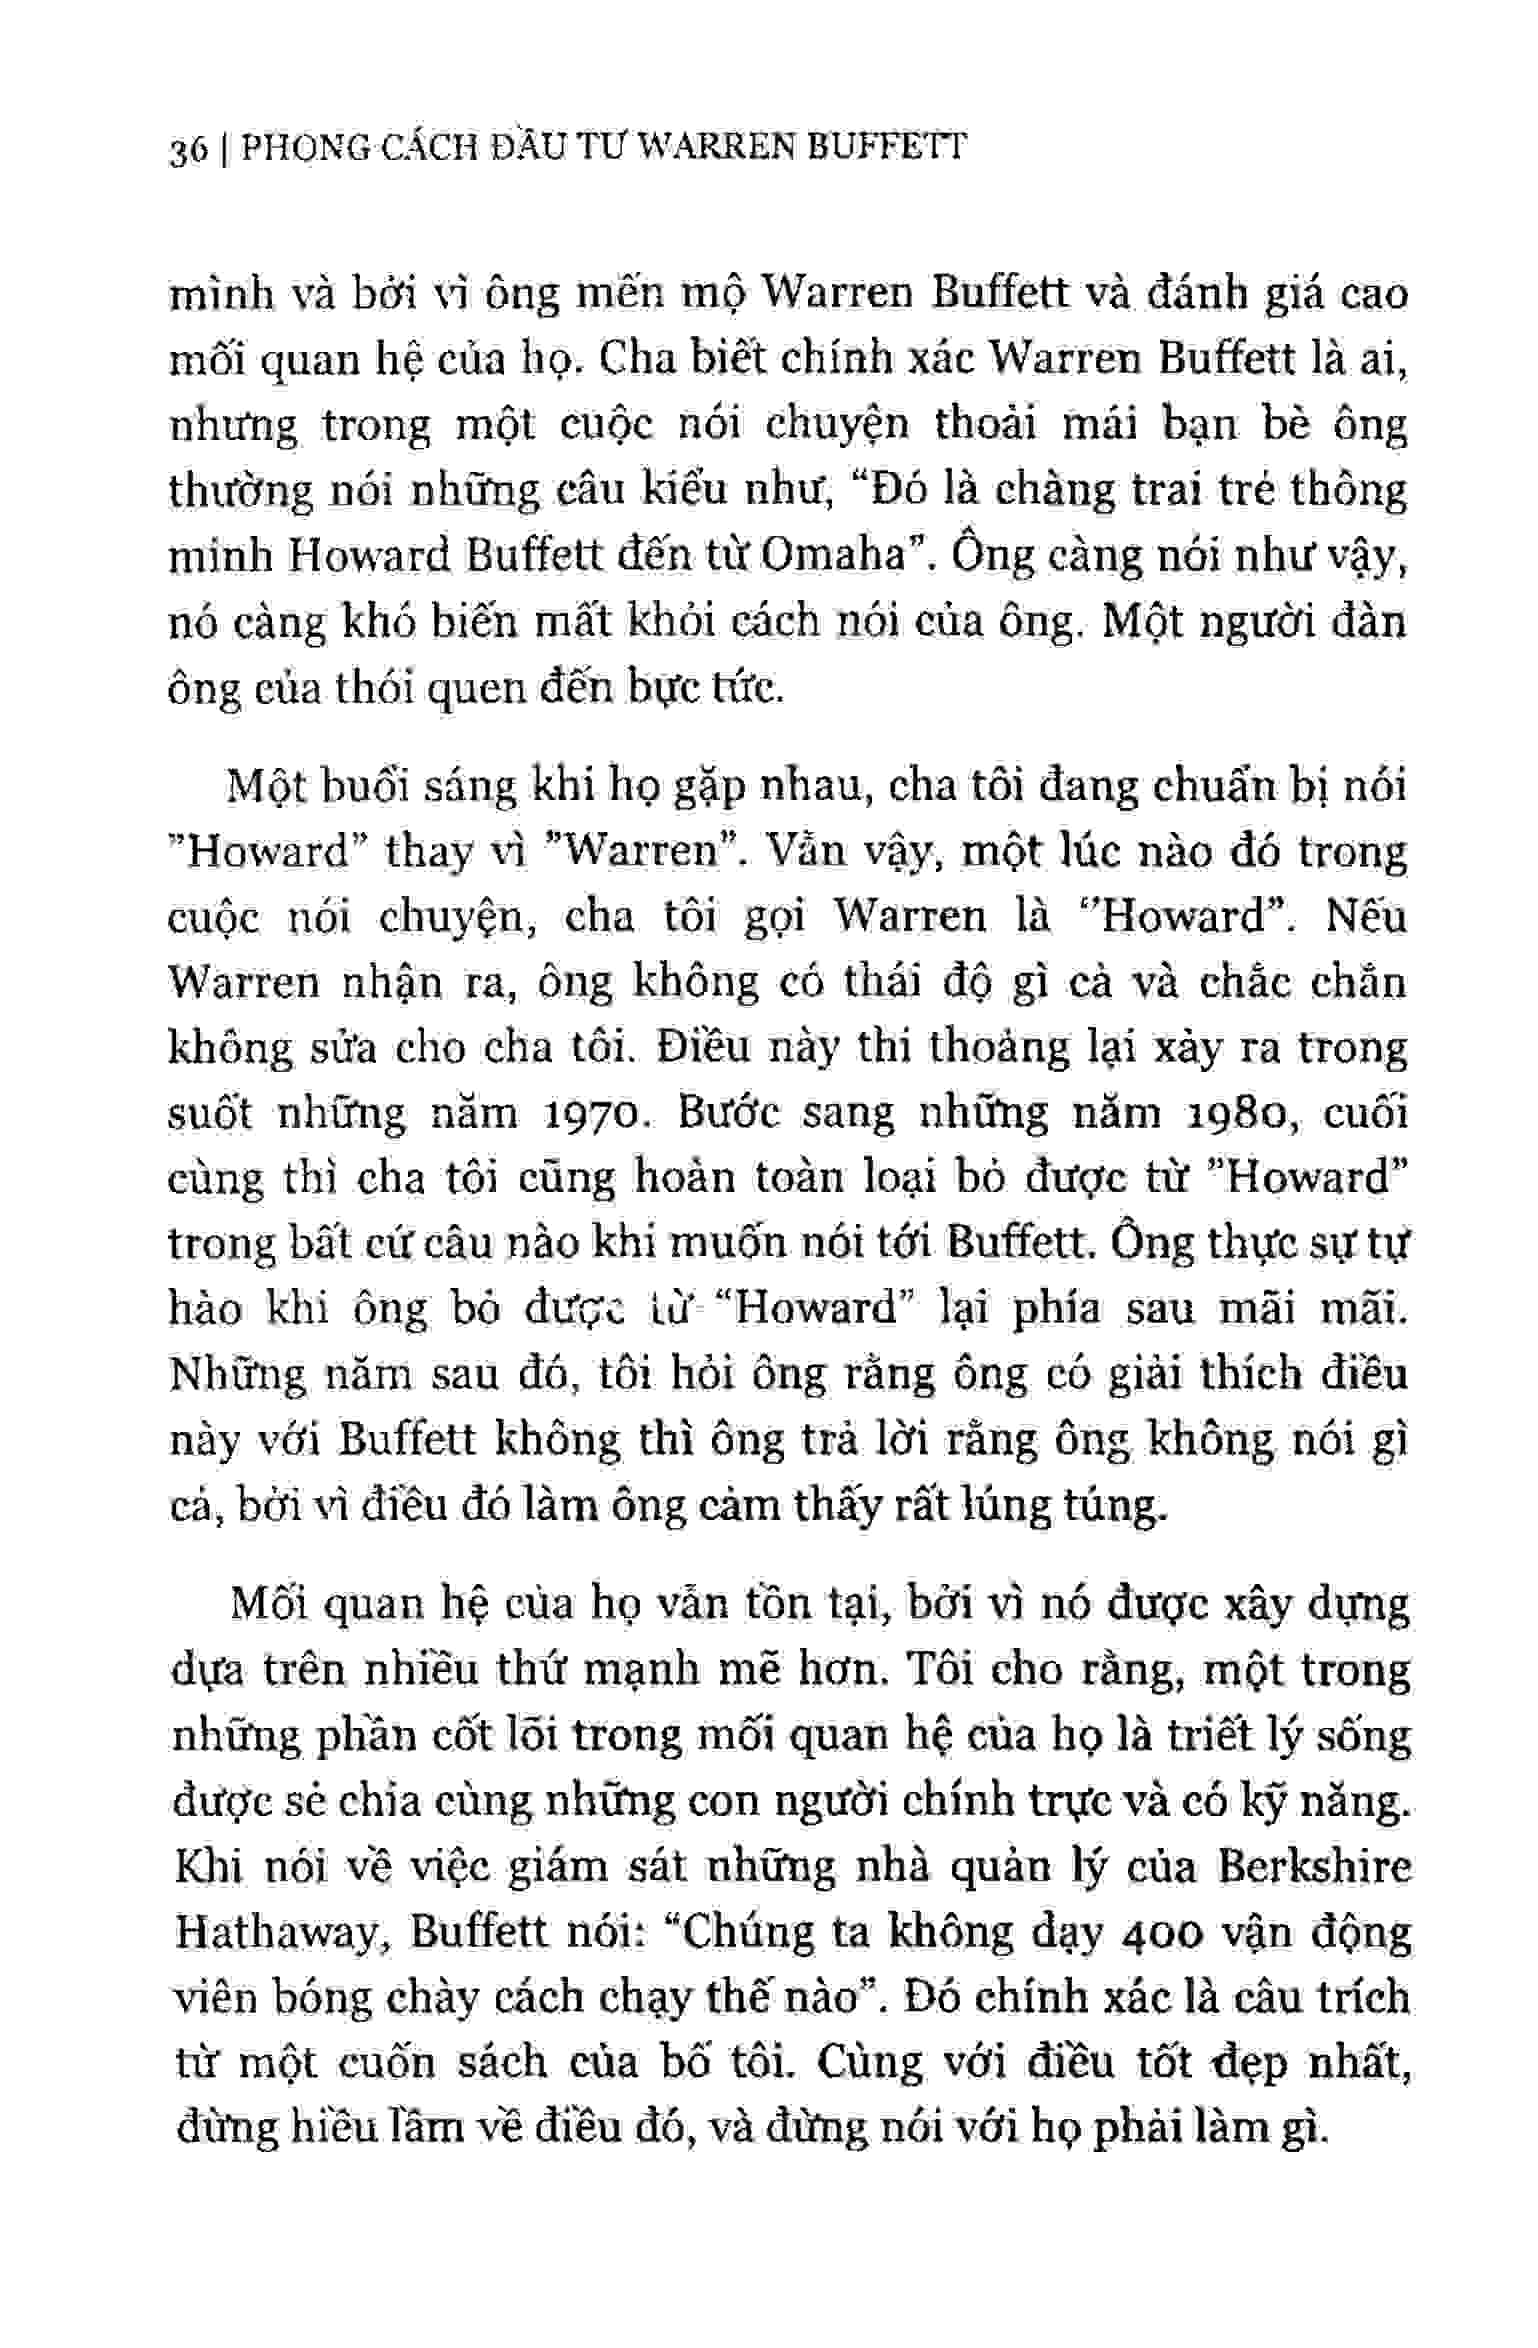 36 | PHONG CÁCH ĐẦU TƯ WARREN BUFFETT
mình và bởi vì ông mến mộ Warren Buffett và đánh giá cao
mối quan hệ của họ. Cha biết chính xác Warren Buffett là ai,
nhưng trong một cuộc nói chuyện thoải mái bạn bè ông
thường nói những câu kiểu như, “Đó là chàng trai trẻ thông
minh Howard Buffett đến từ Omaha”. Ông càng nói như vậy,
nó càng khó biến mất khỏi cách nói của ông. Một người đàn
ông của thói quen đến bực tức.
Một buổi sáng khi họ gặp nhau, cha tôi đang chuẩn bị nói
”Howard” thay vì ”Warren”. Vẫn vậy, một lúc nào đó trong
cuộc nói chuyện, cha tôi gọi Warren là “Howard”. Nếu
Warren nhận ra, ông không có thái độ gì cả và chắc chắn
không sửa cho cha tôi. Điều này thi thoảng lại xảy ra trong
suốt những năm 1970. Bước sang những năm 1980, cuối
cùng thì cha tôi cũng hoàn toàn loại bỏ được từ ”Howard”
trong bất cứ câu nào khi muốn nói tới Buffett. Ông thực sự tự
hào khi ông bỏ được từ “Howard” lại phía sau mãi mãi.
Những năm sau đó, tôi hỏi ông rằng ông có giải thích điều
này với Buffett không thì ông trả lời rằng ông không nói gì
cả, bởi vì điều đó làm ông cảm thấy rất lúng túng.
Mối quan hệ của họ vẫn tồn tại, bởi vì nó được xây dựng
dựa trên nhiều thứ mạnh mẽ hơn. Tôi cho rằng, một trong
những phần cốt lõi trong mối quan hệ của họ là triết lý sống
được sẻ chia cùng những con người chính trực và có kỹ năng.
Khi nói về việc giám sát những nhà quản lý của Berkshire
Hathaway, Buffett nói: “Chúng ta không dạy 400 vận động
viên bóng chày cách chạy thế nào”. Đó chính xác là câu trích
từ một cuốn sách của bố tôi. Cùng với điều tốt đẹp nhất,
đừng hiều lầm về điều đó, và đừng nói với họ phải làm gì.